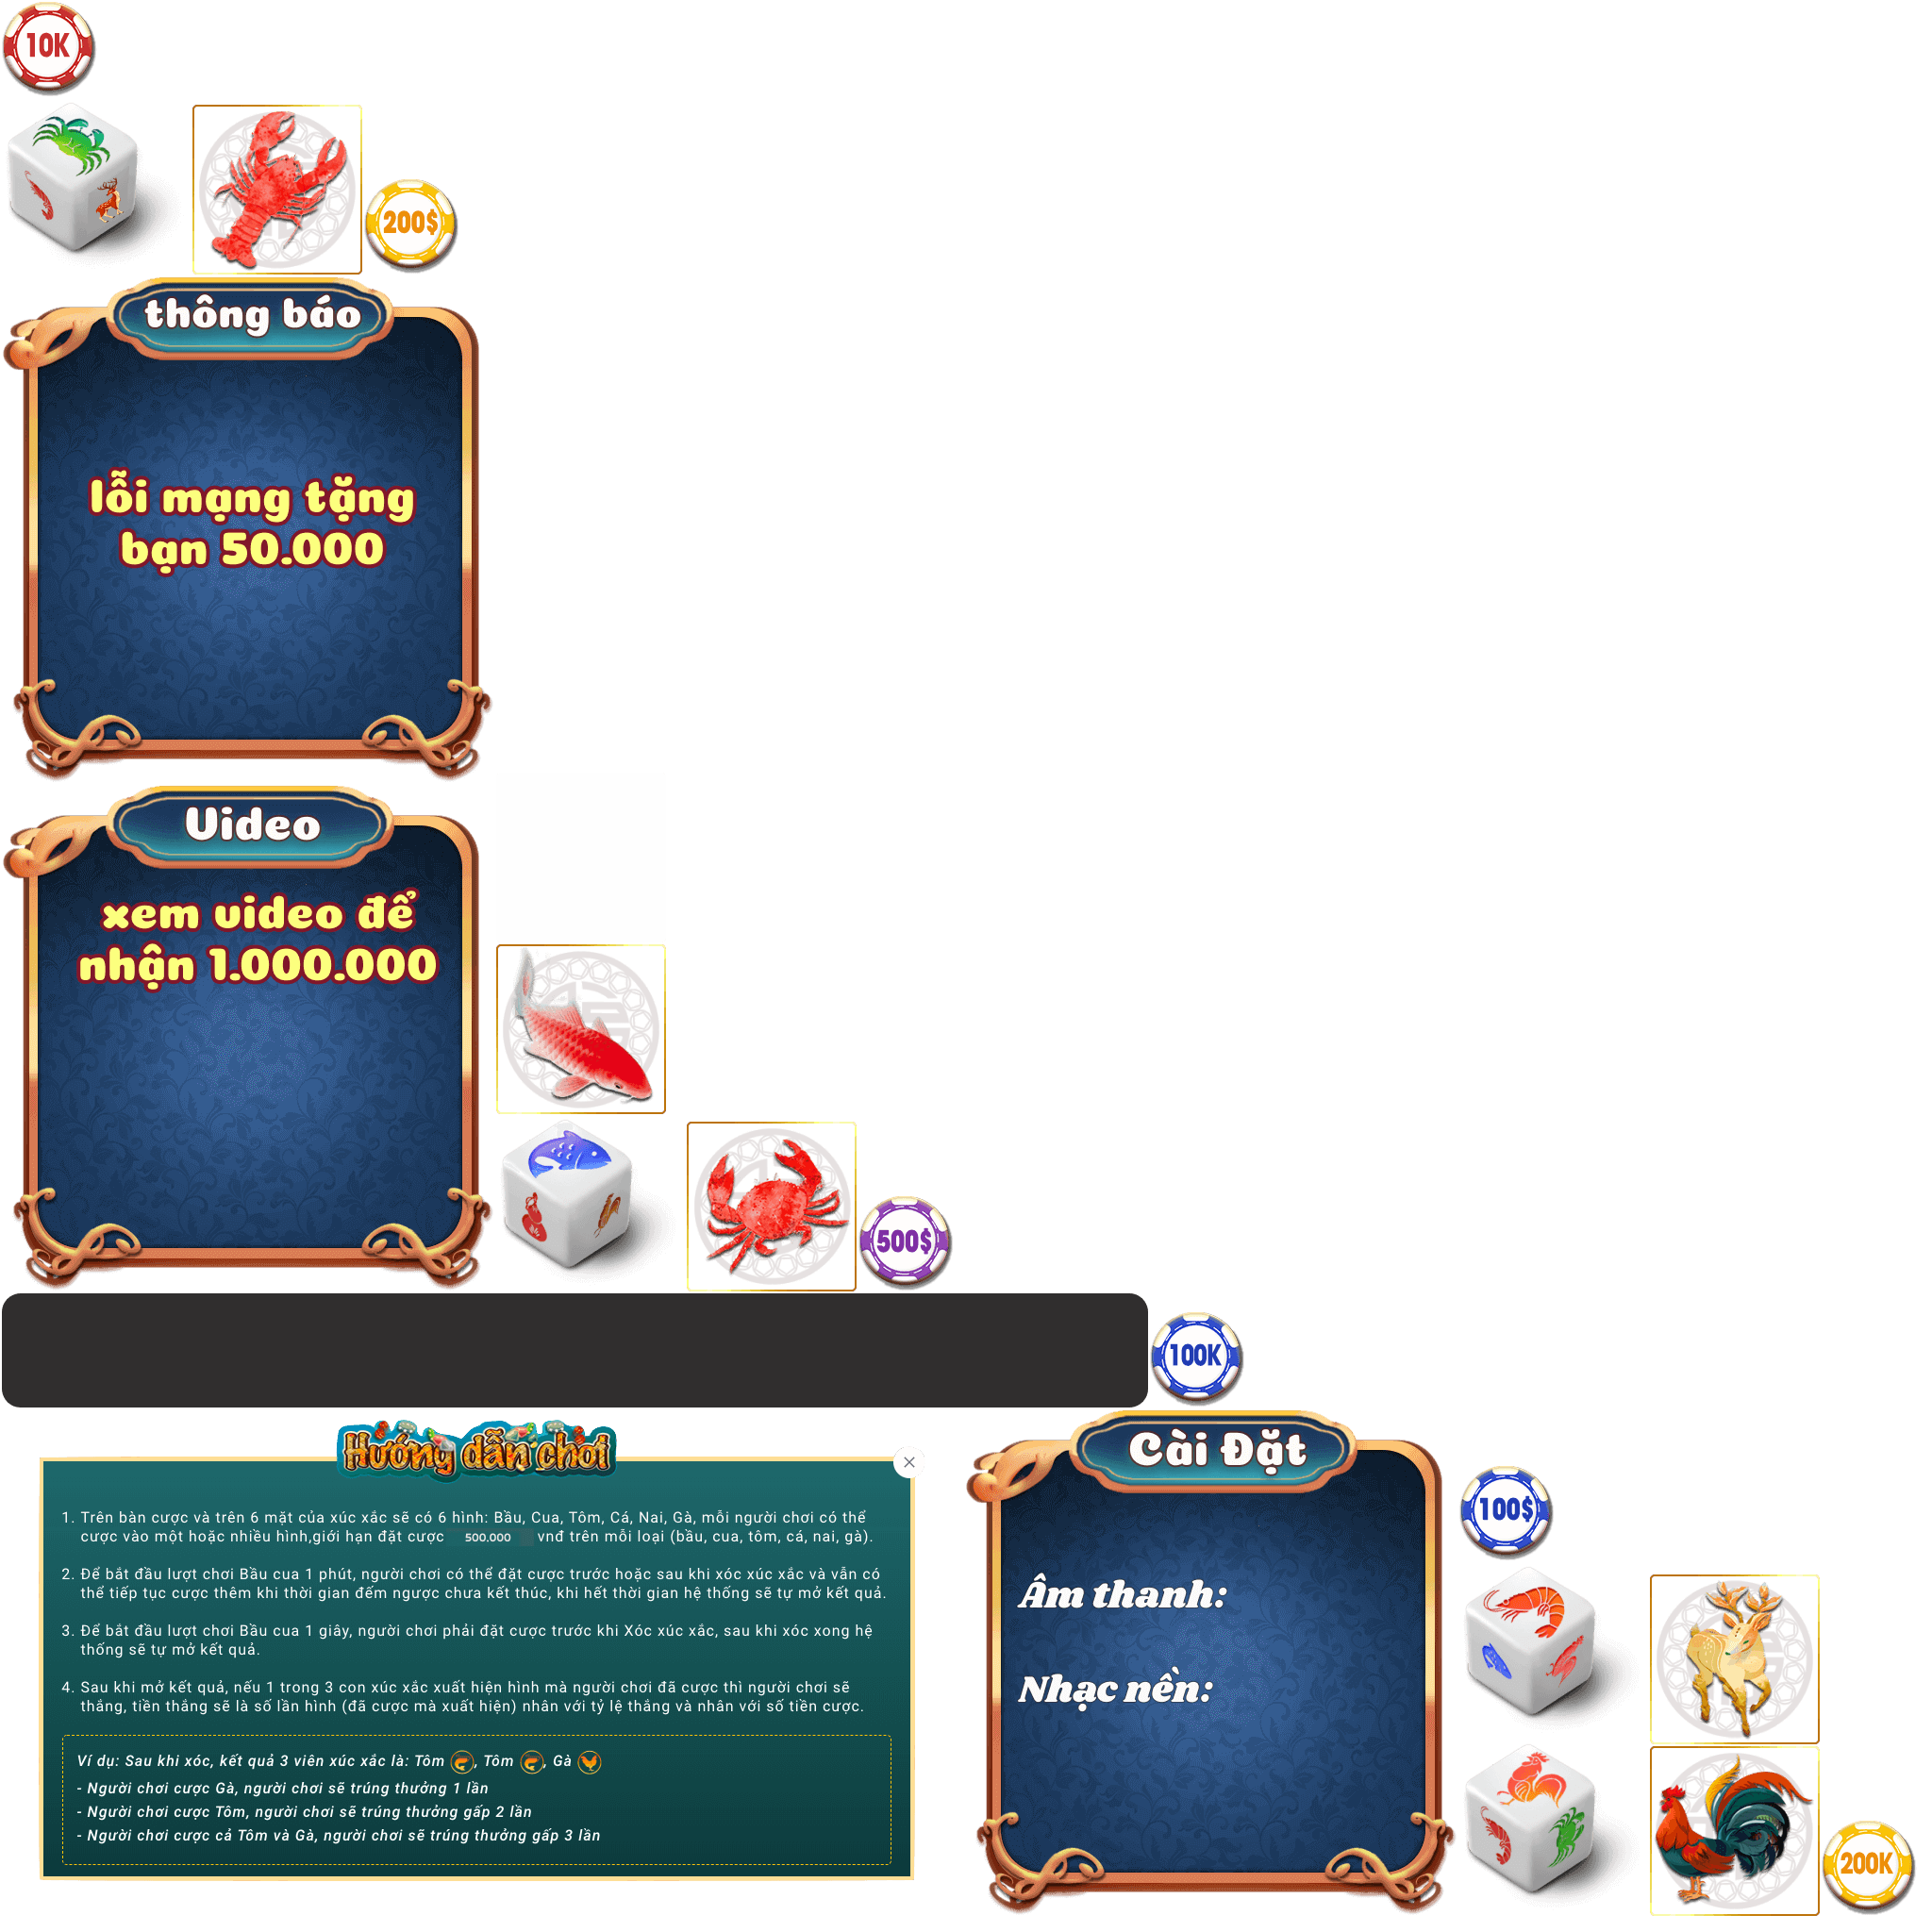 10K
200$
thông báo
lỗi mạng tặng
bạn 50.000
Video
xem video để
nhận 1.000.000
500$
100K
Hướng dẫn chơi
1. Trên bàn cược và trên 6 mặt của xúc xắc sẽ có 6 hình: Bầu, Cua, Tôm, Cá, Nai, Gà, mỗi người chơi có thể
cược vào một hoặc nhiều hình,giới hạn đặt cược 500.000 vnđ trên mỗi loại (bầu, cua, tôm, cá, nai, gà).
2. Để bắt đầu lượt chơi Bầu cua 1 phút, người chơi có thể đặt cược trước hoặc sau khi xóc xúc xắc và vẫn có
thể tiếp tục cược thêm khi thời gian đếm ngược chưa kết thúc, khi hết thời gian hệ thống sẽ tự mở kết quả.
3. Để bắt đầu lượt chơi Bầu cua 1 giây, người chơi phải đặt cược trước khi Xóc xúc xắc, sau khi xóc xong hệ
thống sẽ tự mở kết quả.
4. Sau khi mở kết quả, nếu 1 trong 3 con xúc xắc xuất hiện hình mà người chơi đã cược thì người chơi sẽ
thắng, tiền thắng sẽ là số lần hình (đã cược mà xuất hiện) nhân với tỷ lệ thắng và nhân với số tiền cược.
Ví dụ: Sau khi xóc, kết quả 3 viên xúc xắc là: Tôm , Tôm , Gà
- Người chơi cược Gà, người chơi sẽ trúng thưởng 1 lần
- Người chơi cược Tôm, người chơi sẽ trúng thưởng gấp 2 lần
- Người chơi cược cả Tôm và Gà, người chơi sẽ trúng thưởng gấp 3 lần
Cài Đặt
Âm thanh:
Nhạc nền:
100$
200K